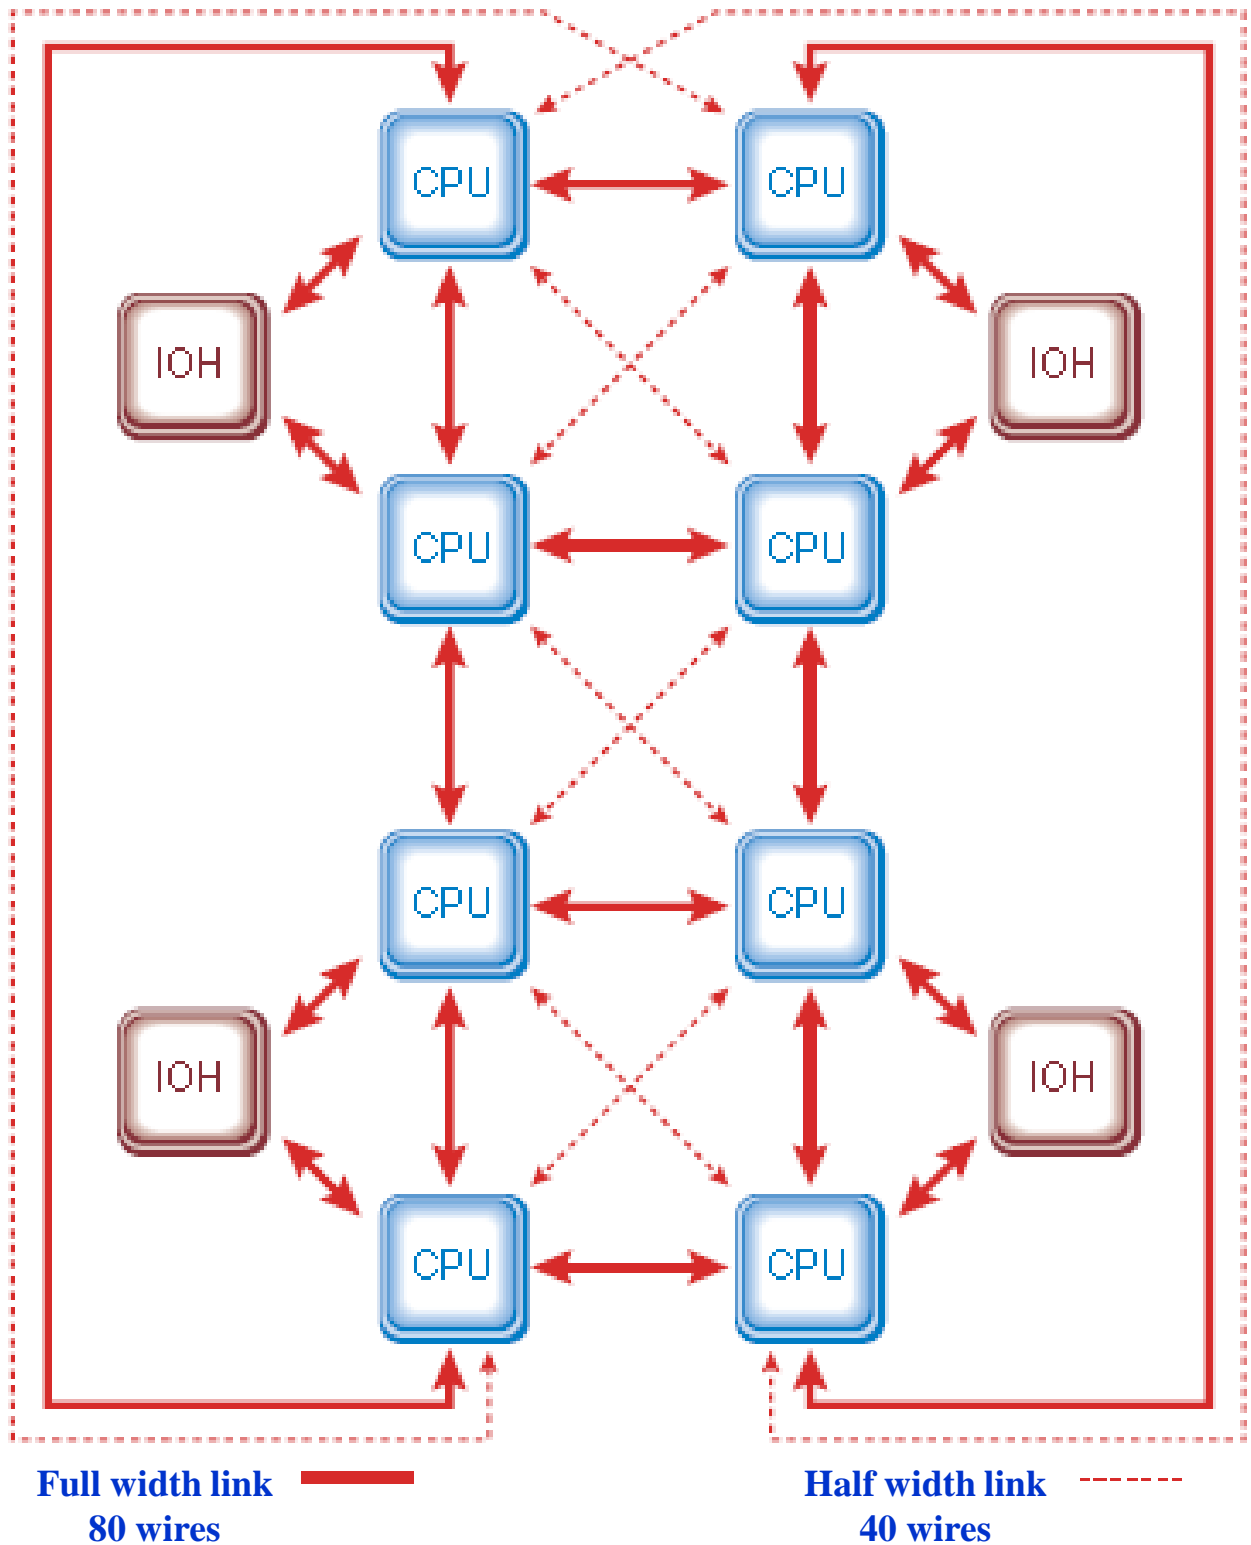 CPU CPU
IOH IOH
CPU CPU
CPU CPU
IOH IOH
CPU CPU
Full width link
80 wires
Half width link
40 wires